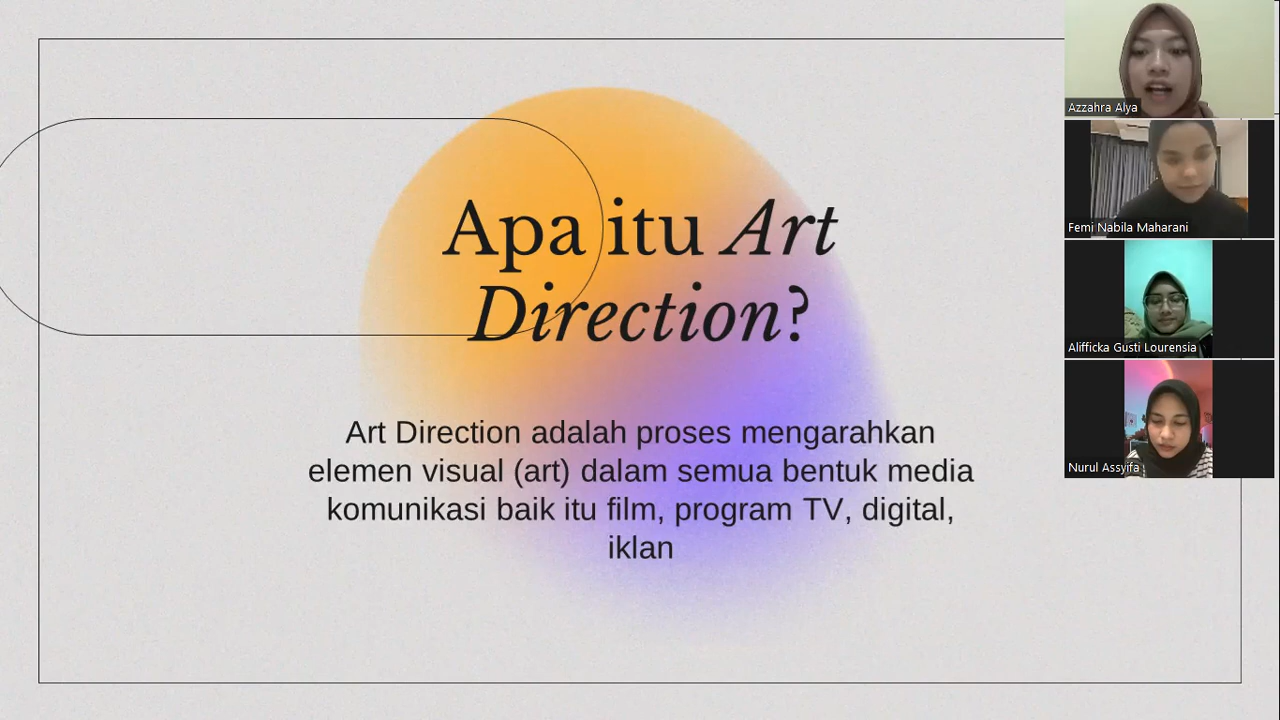 Apa itu Art
Direction?
Art Direction adalah proses mengarahkan
elemen visual (art) dalam semua bentuk media
komunikasi baik itu film, program TV, digital,
iklan
Azzahra Alya
Femi Nabila Maharani
Alifficka Gusti Lourensia
Nurul Assyifa